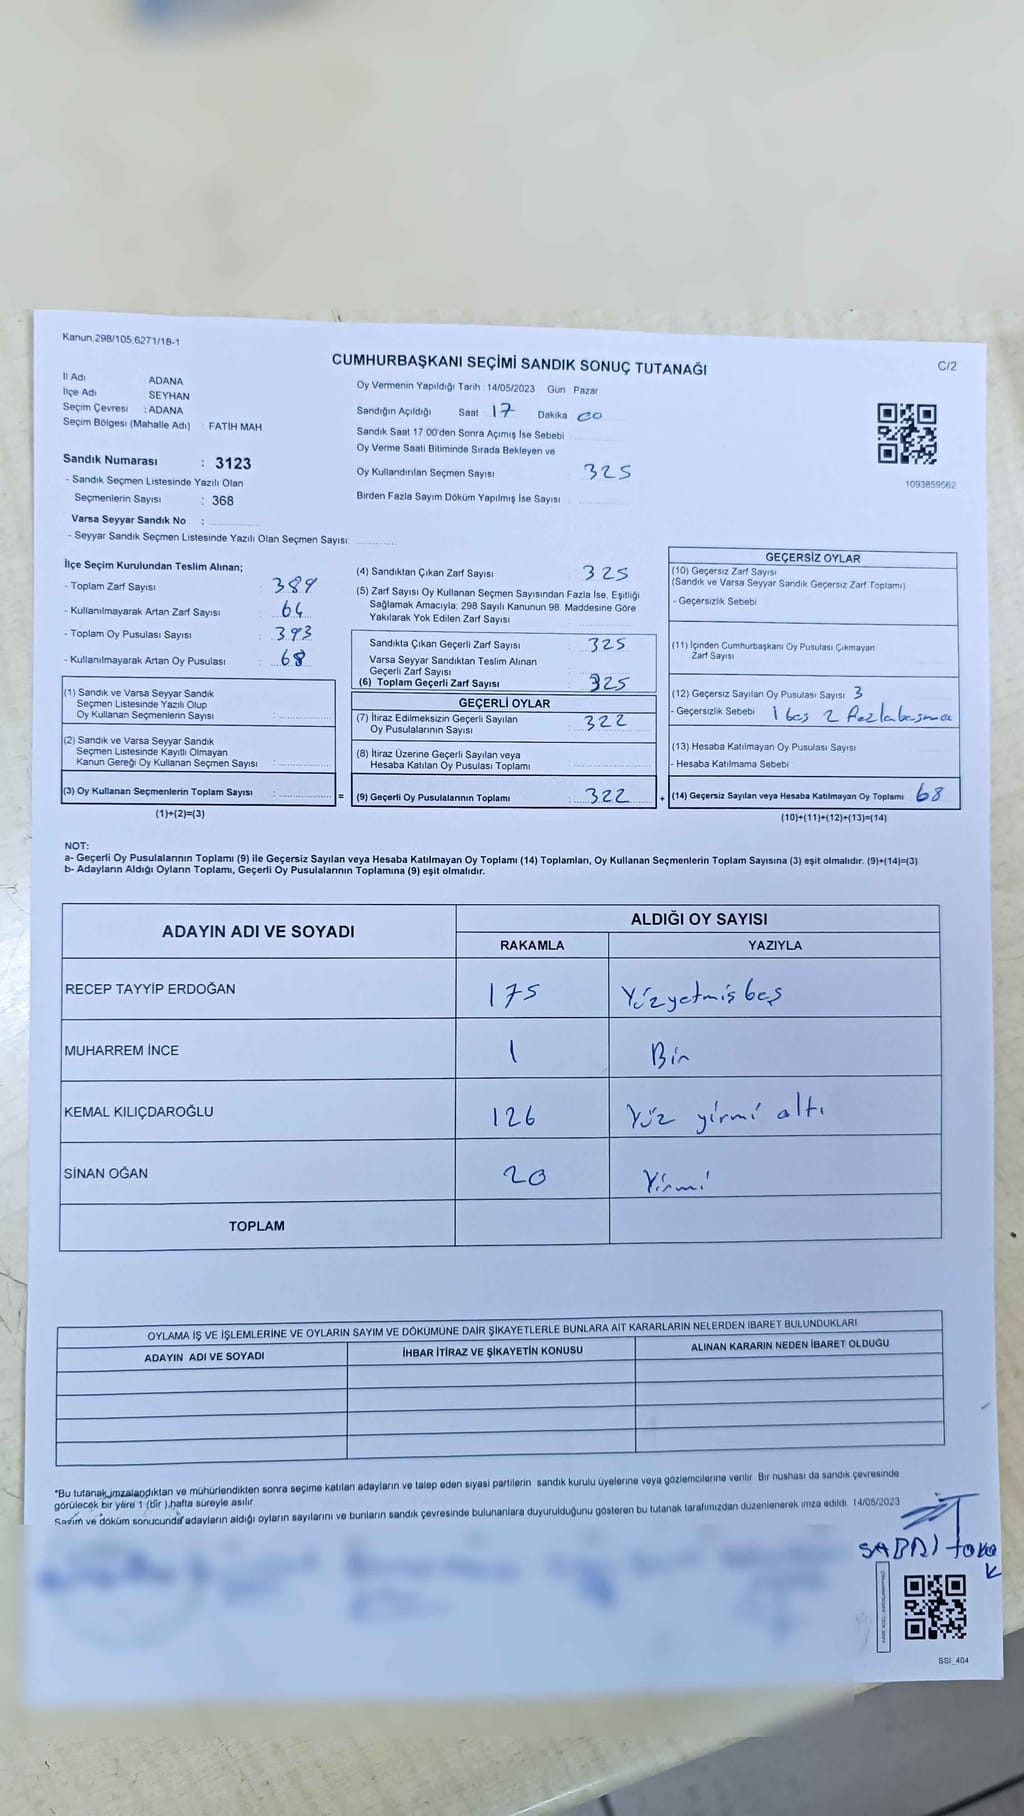 Kanun.298/105.6271/18-1
CUMHURBAŞKANI SEÇİMİ SANDIK SONUÇ TUTANAĞI
C/2
İl Adı ADANA
İlçe Adı SEYHAN
Seçim Çevresi : ADANA
Seçim Bölgesi (Mahalle Adı) : FATİH MAH.
Sandık Numarası : 3123
- Sandık Seçmen Listesinde Yazılı Olan
Seçmenlerin Sayısı : 368
Varsa Seyyar Sandık No :
- Seyyar Sandık Seçmen Listesinde Yazılı Olan Seçmen Sayısı:
Oy Vermenin Yapıldığı Tarih : 14/05/2023 Gün : Pazar
Sandığın Açıldığı Saat 17 Dakika 00
Sandık Saat 17:00'den Sonra Açımış İse Sebebi
Oy Verme Saati Bitiminde Sırada Bekleyen ve
Oy Kullandırılan Seçmen Sayısı : 325
Birden Fazla Sayım Döküm Yapılmış İse Sayısı :
1093859562
İlçe Seçim Kurulundan Teslim Alınan;
- Toplam Zarf Sayısı : 389
- Kullanılmayarak Artan Zarf Sayısı : 64
- Toplam Oy Pusulası Sayısı : 393
- Kullanılmayarak Artan Oy Pusulası : 68
(1) Sandık ve Varsa Seyyar Sandık
Seçmen Listesinde Yazılı Olup
Oy Kullanan Seçmenlerin Sayısı :
(2) Sandık ve Varsa Seyyar Sandık
Seçmen Listesinde Kayıtlı Olmayan
Kanun Gereği Oy Kullanan Seçmen Sayısı :
(3) Oy Kullanan Seçmenlerin Toplam Sayısı :
(1)+(2)=(3)
=
(4) Sandıktan Çıkan Zarf Sayısı : 325
(5) Zarf Sayısı Oy Kullanan Seçmen Sayısından Fazla İse, Eşitliği
Sağlamak Amacıyla; 298 Sayılı Kanunun 98. Maddesine Göre
Yakılarak Yok Edilen Zarf Sayısı :
Sandıkta Çıkan Geçerli Zarf Sayısı : 325
Varsa Seyyar Sandıktan Teslim Alınan
Geçerli Zarf Sayısı :
(6) Toplam Geçerli Zarf Sayısı : 325
GEÇERLİ OYLAR
(7) İtiraz Edilmeksizin Geçerli Sayılan : 322
Oy Pusulalarının Sayısı
(8) İtiraz Üzerine Geçerli Sayılan veya
Hesaba Katılan Oy Pusulası Toplamı :
(9) Geçerli Oy Pusulalarının Toplamı : 322
+
GEÇERSİZ OYLAR
(10) Geçersiz Zarf Sayısı
(Sandık ve Varsa Seyyar Sandık Geçersiz Zarf Toplamı)
- Geçersizlik Sebebi
(11) İçinden Cumhurbaşkanı Oy Pusulası Çıkmayan
Zarf Sayısı
(12) Geçersiz Sayılan Oy Pusulası Sayısı 3
- Geçersizlik Sebebi 1 boş 2 fazla basma
(13) Hesaba Katılmayan Oy Pusulası Sayısı
- Hesaba Katılmama Sebebi
(14) Geçersiz Sayılan veya Hesaba Katılmayan Oy Toplamı 68
(10)+(11)+(12)+(13)=(14)
NOT:
a- Geçerli Oy Pusulalarının Toplamı (9) ile Geçersiz Sayılan veya Hesaba Katılmayan Oy Toplamı (14) Toplamları, Oy Kullanan Seçmenlerin Toplam Sayısına (3) eşit olmalıdır. (9)+(14)=(3)
b- Adayların Aldığı Oyların Toplamı, Geçerli Oy Pusulalarının Toplamına (9) eşit olmalıdır.
ADAYIN ADI VE SOYADI ALDIĞI OY SAYISI
RAKAMLA YAZIYLA
RECEP TAYYİP ERDOĞAN 175 Yüzyetmiş beş
MUHARREM İNCE 1 Bir
KEMAL KILIÇDAROĞLU 126 Yüz yirmi altı
SİNAN OĞAN 20 Yirmi
TOPLAM
OYLAMA İŞ VE İŞLEMLERİNE VE OYLARIN SAYIM VE DÖKÜMÜNE DAİR ŞİKAYETLERLE BUNLARA AİT KARARLARIN NELERDEN İBARET BULUNDUKLARI
ADAYIN ADI VE SOYADI İHBAR İTİRAZ VE ŞİKAYETİN KONUSU ALINAN KARARIN NEDEN İBARET OLDUĞU
*Bu tutanak,imzalandıktan ve mühürlendikten sonra seçime katılan adayların ve talep eden siyasi partilerin sandık kurulu üyelerine veya gözlemcilerine verilir. Bir nüshası da sandık çevresinde
görülecek bir yere 1 (bir ) hafta süreyle asılır.
Sayım ve döküm sonucunda adayların aldığı oyların sayılarını ve bunların sandık çevresinde bulunanlara duyurulduğunu gösteren bu tutanak tarafımızdan düzenlenerek imza edildi. 14/05/2023
SABRİ
SSI_404